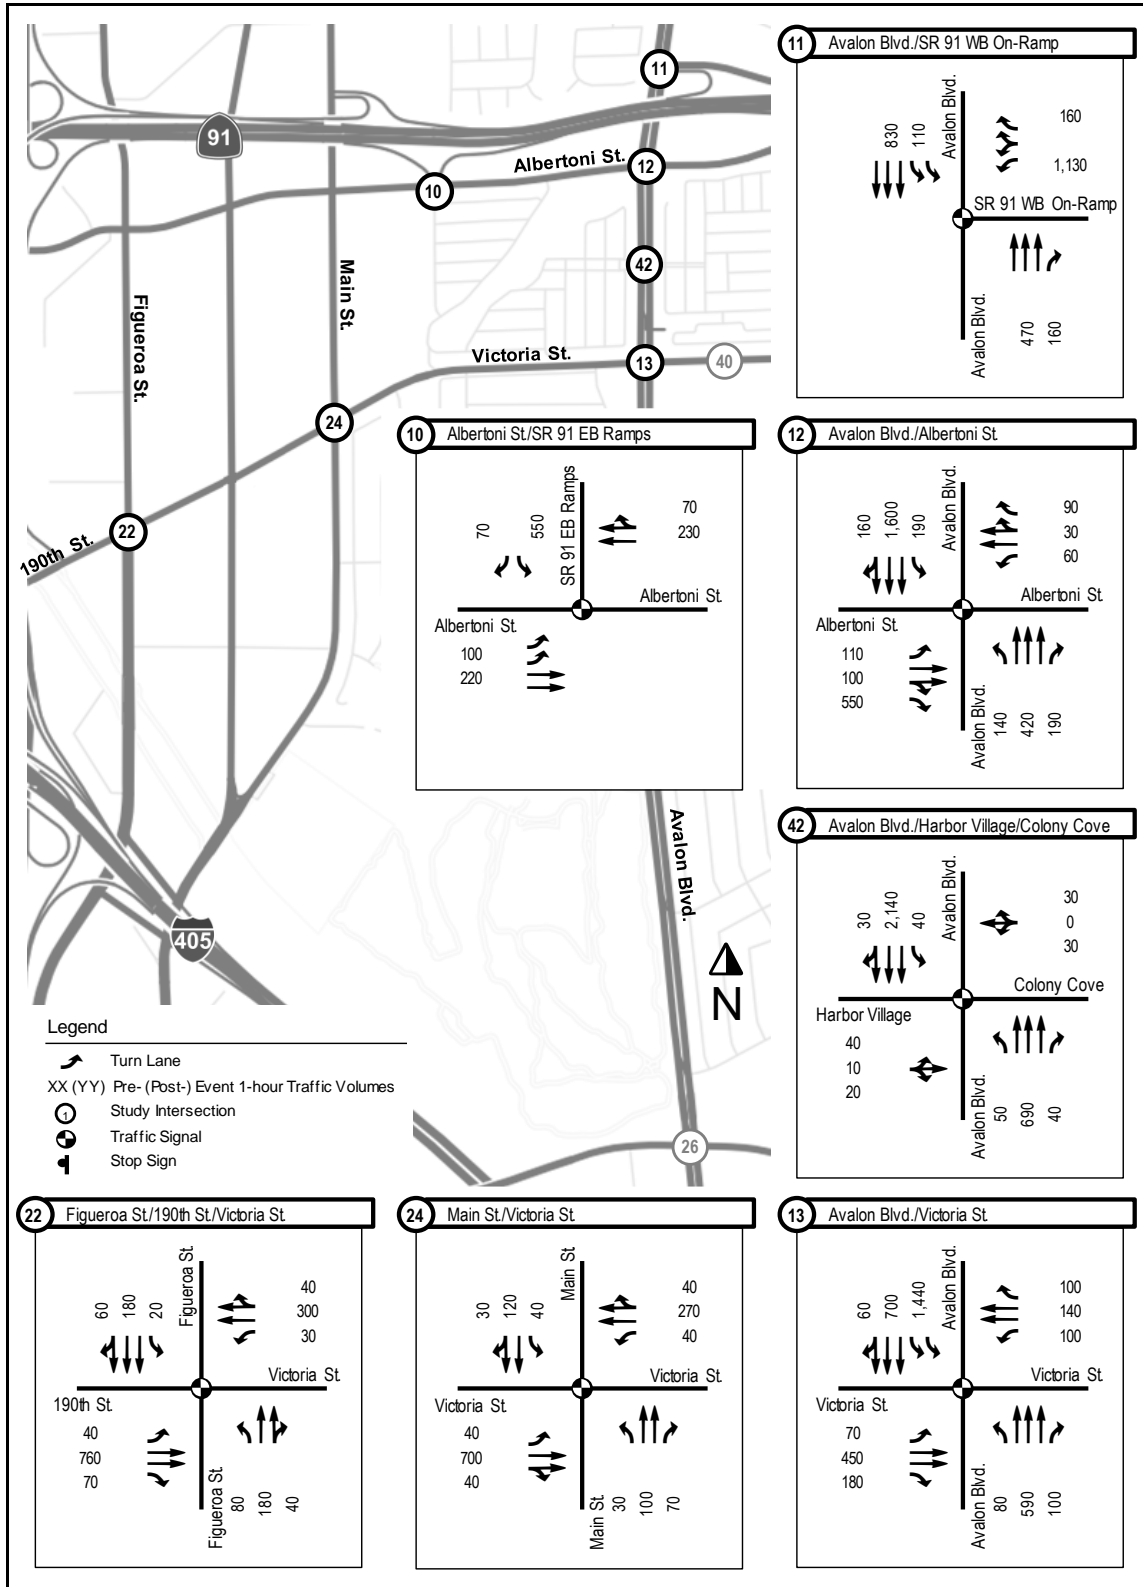 11 Avalon Blvd./SR 91 WB On-Ramp
830
110
Avalon Blvd.
160
1,130
SR 91 WB On-Ramp
Avalon Blvd.
470
160
91
11
Albertoni St.
12
10
42
Main St.
Figueroa St.
Victoria St.
13
40
24
22
190th St.
10 Albertoni St./SR 91 EB Ramps
70
550
SR 91 EB Ramps
70
230
Albertoni St.
Albertoni St.
100
220
12 Avalon Blvd./Albertoni St.
160
1,600
190
Avalon Blvd.
90
30
60
Albertoni St.
Albertoni St.
110
100
550
Avalon Blvd.
140
420
190
Avalon Blvd.
405
N
26
42 Avalon Blvd./Harbor Village/Colony Cove
30
2,140
40
Avalon Blvd.
30
0
30
Colony Cove
Harbor Village
40
10
20
Avalon Blvd.
50
690
40
Legend
Turn Lane
XX (YY) Pre- (Post-) Event 1-hour Traffic Volumes
1 Study Intersection
Traffic Signal
Stop Sign
22 Figueroa St./190th St./Victoria St.
60
180
20
Figueroa St.
40
300
30
Victoria St.
190th St.
40
760
70
Figueroa St.
80
180
40
24 Main St./Victoria St.
30
120
40
Main St.
40
270
40
Victoria St.
Victoria St.
40
700
40
Main St.
30
100
70
13 Avalon Blvd./Victoria St.
60
700
1,440
Avalon Blvd.
100
140
100
Victoria St.
Victoria St.
70
450
180
Avalon Blvd.
80
590
100